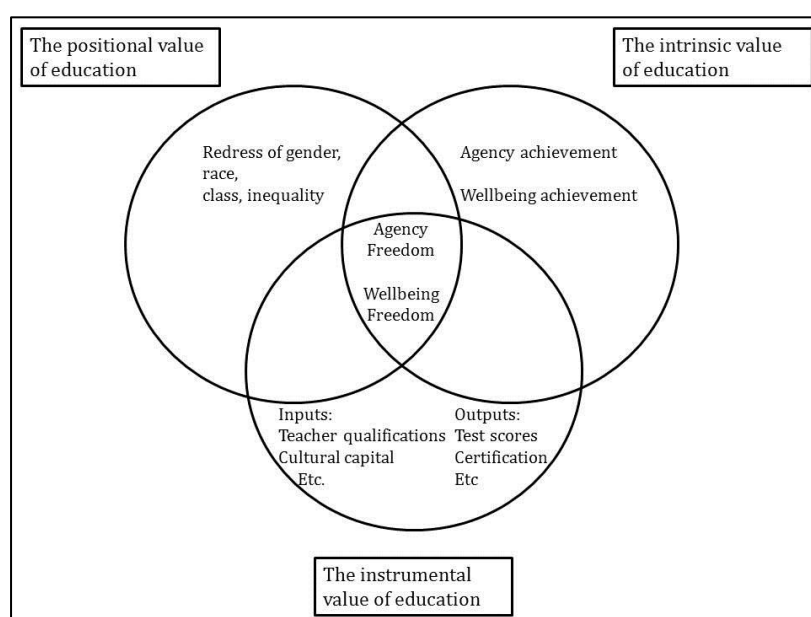 The positional value
of education
The intrinsic value
of education
Redress of gender,
race,
class, inequality
Agency achievement
Wellbeing achievement
Agency
Freedom
Wellbeing
Freedom
Inputs:
Teacher qualifications
Cultural capital
Etc.
Outputs:
Test scores
Certification
Etc
The instrumental
value of education